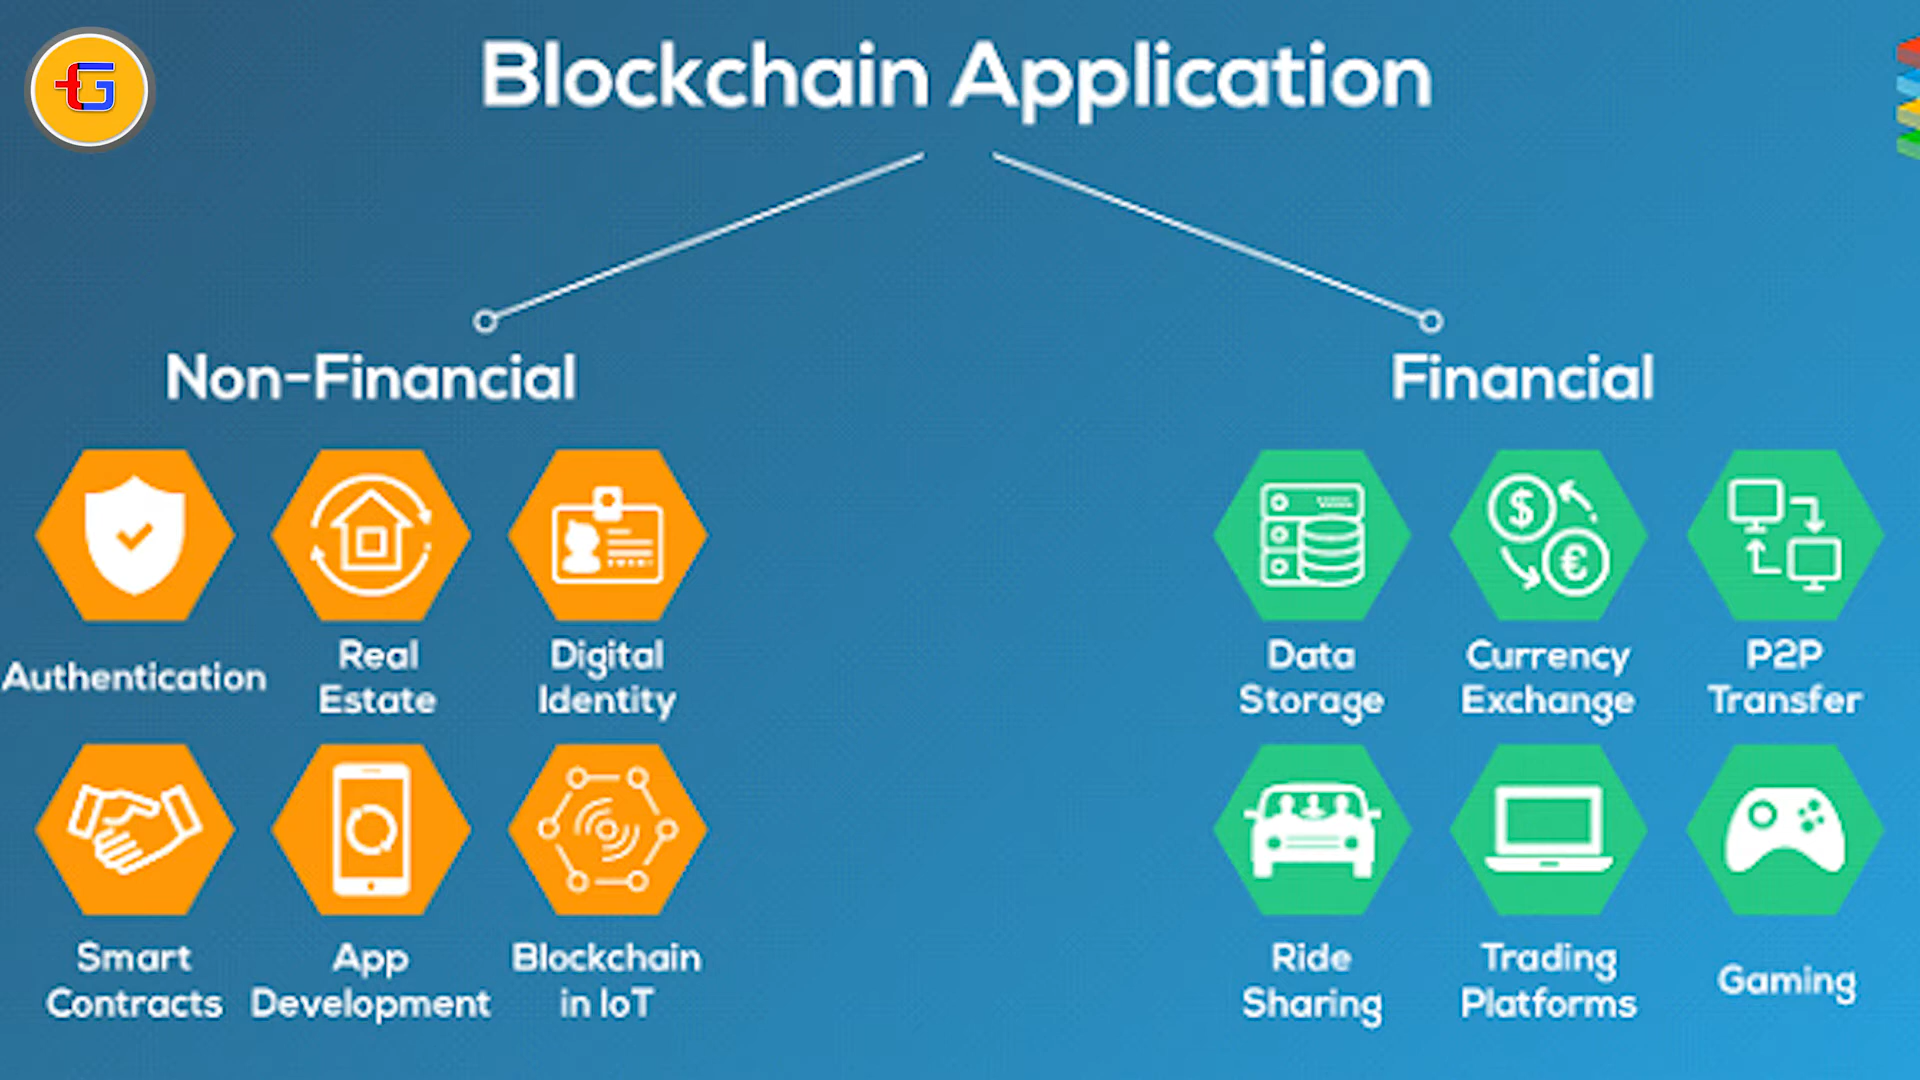 tG
Blockchain Application
Non-Financial
Financial
$
€
Authentication
Real
Estate
Digital
Identity
Data
Storage
Currency
Exchange
P2P
Transfer
Smart
Contracts
App
Development
Blockchain
in IoT
Ride
Sharing
Trading
Platforms
Gaming